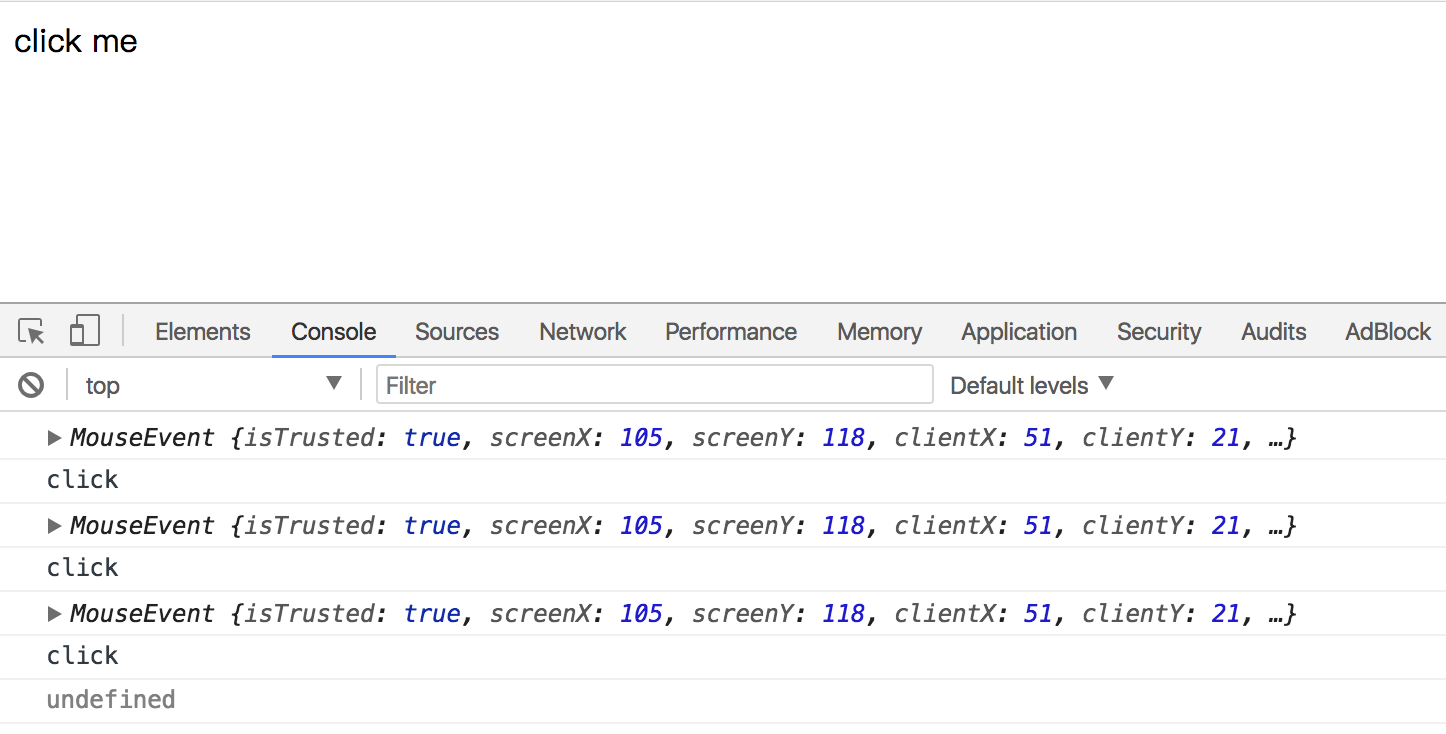 click me
Elements Console Sources Network Performance Memory Application Security Audits AdBlock
top Filter Default levels
MouseEvent {isTrusted: true, screenX: 105, screenY: 118, clientX: 51, clientY: 21, …}
click
MouseEvent {isTrusted: true, screenX: 105, screenY: 118, clientX: 51, clientY: 21, …}
click
MouseEvent {isTrusted: true, screenX: 105, screenY: 118, clientX: 51, clientY: 21, …}
click
undefined